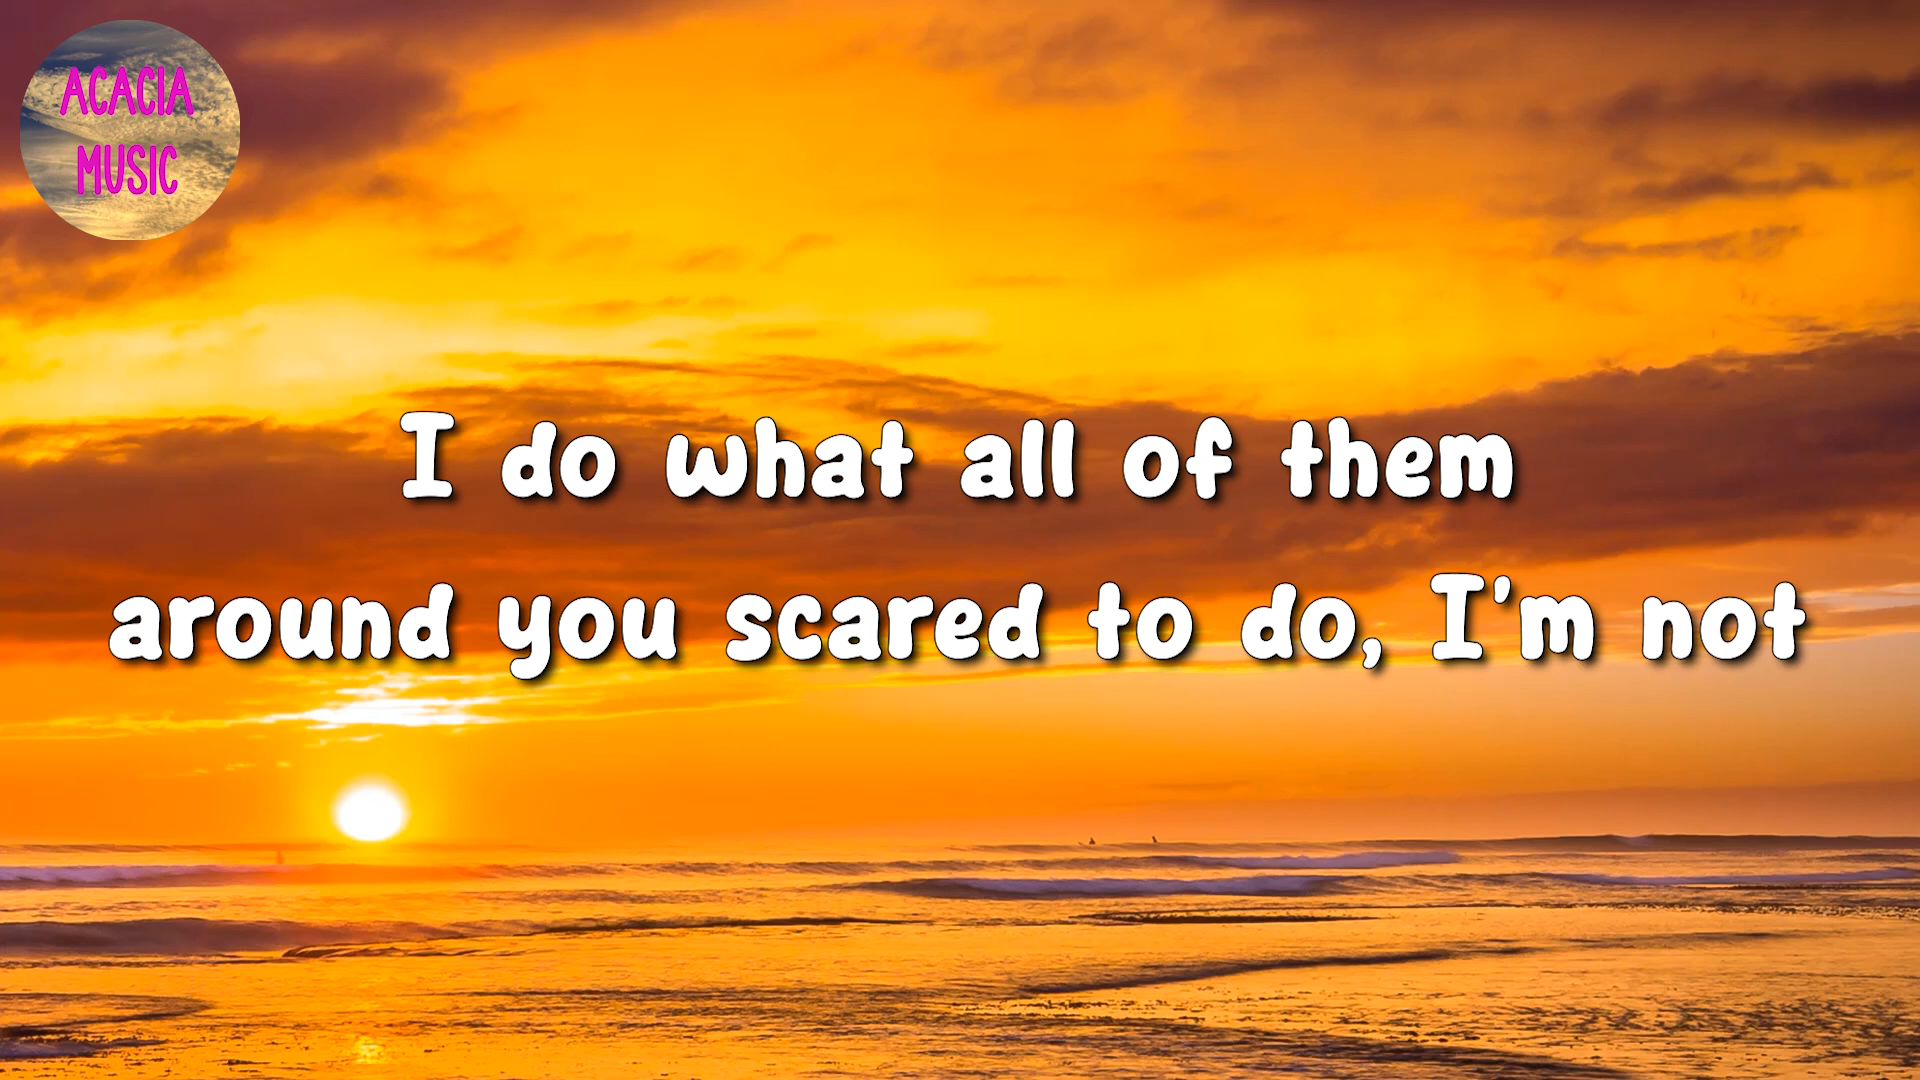 ACACIA
MUSIC
I do what all of them
around you scared to do, I'm not